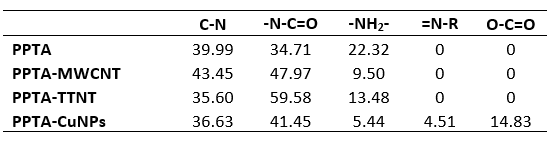 C-N -N-C=O -NH2- =N-R O-C=O
PPTA 39.99 34.71 22.32 0 0
PPTA-MWCNT 43.45 47.97 9.50 0 0
PPTA-TTNT 35.60 59.58 13.48 0 0
PPTA-CuNPs 36.63 41.45 5.44 4.51 14.83